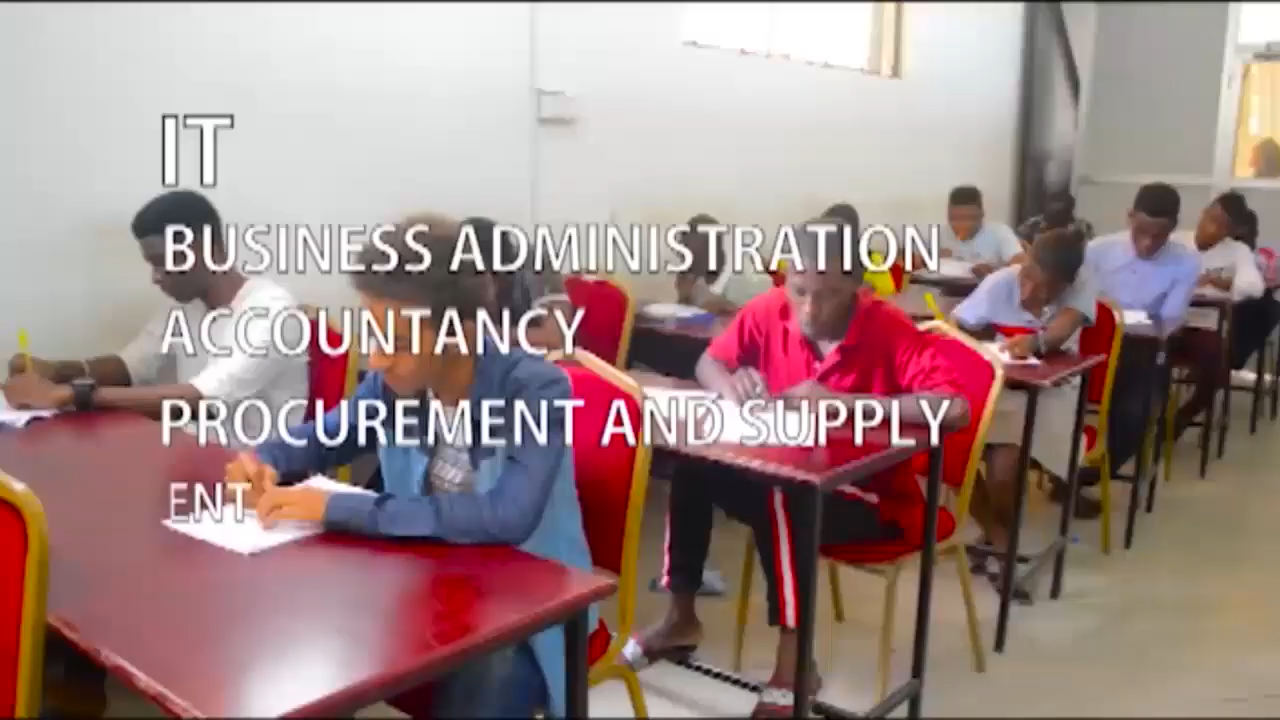 IT
BUSINESS ADMINISTRATION
ACCOUNTANCY
PROCUREMENT AND SUPPLY
ENT